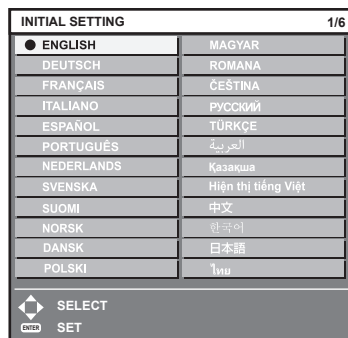 INITIAL SETTING 1/6
ENGLISH
DEUTSCH
FRANÇAIS
ITALIANO
ESPAÑOL
PORTUGUÊS
NEDERLANDS
SVENSKA
SUOMI
NORSK
DANSK
POLSKI
MAGYAR
ROMANA
ČEŠTINA
РУССКИЙ
TÜRKÇE
العربية
Қазақша
Hiện thị tiếng Việt
中文
한국어
日本語
ไทย
SELECT
ENTER SET